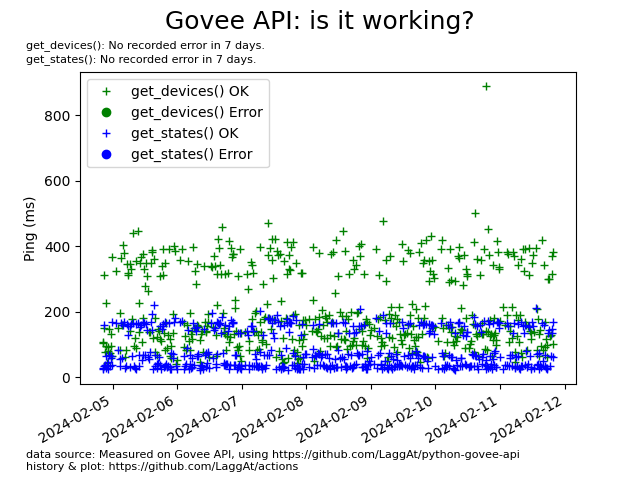 Govee API: is it working?
get_devices(): No recorded error in 7 days.
get_states(): No recorded error in 7 days.
get_devices() OK
get_devices() Error
get_states() OK
get_states() Error
Ping (ms)
800
600
400
200
0
2024-02-05
2024-02-06
2024-02-07
2024-02-08
2024-02-09
2024-02-10
2024-02-11
2024-02-12
data source: Measured on Govee API, using https://github.com/LaggAt/python-govee-api
history & plot: https://github.com/LaggAt/actions